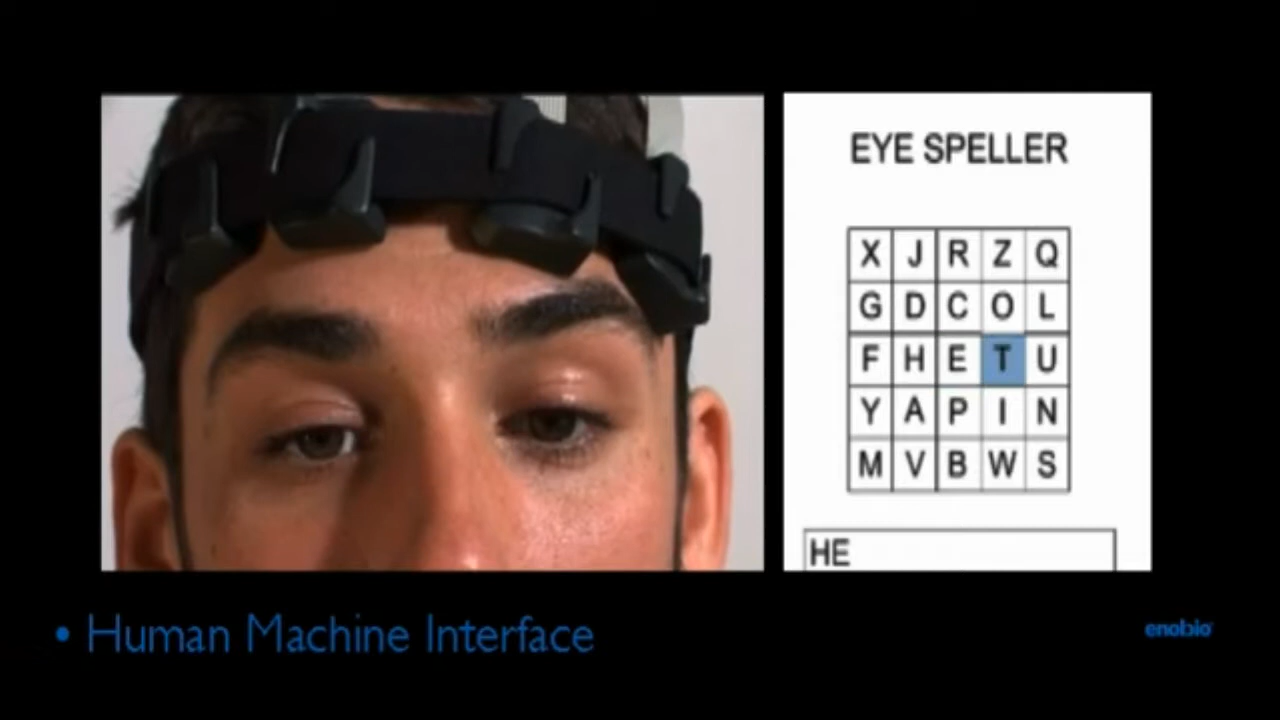 EYE SPELLER
X J R Z Q
G D C O L
F H E T U
Y A P I N
M V B W S
HE
• Human Machine Interface
enobio